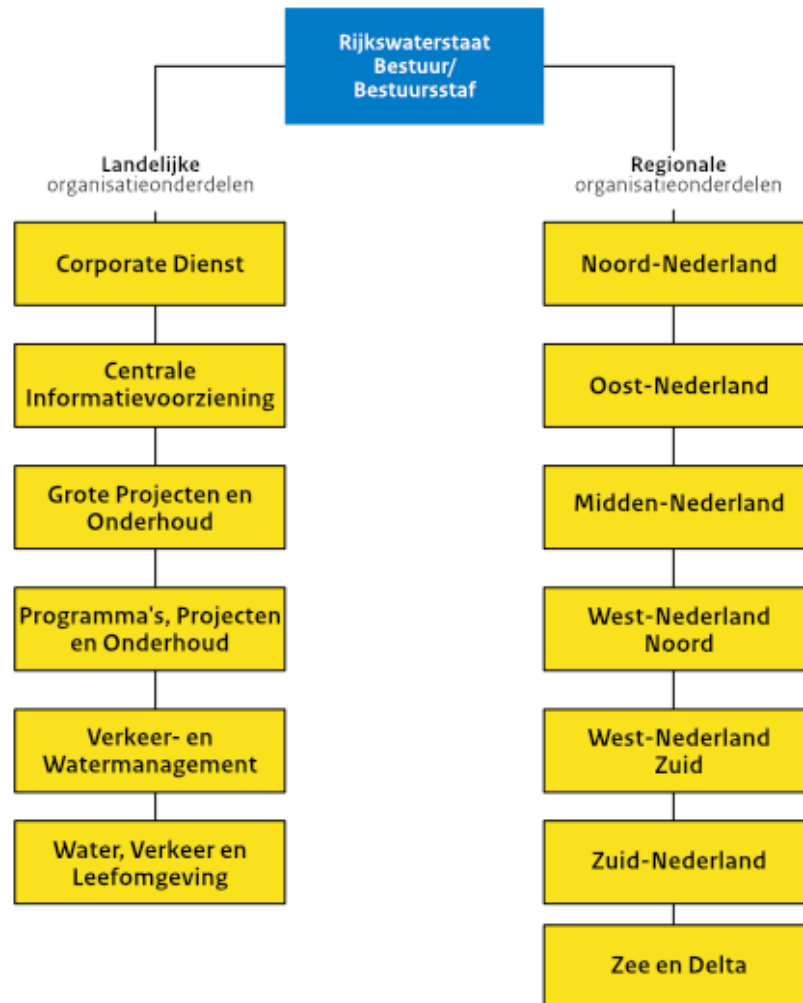 Rijkswaterstaat
Bestuur/
Bestuursstaf
Landelijke
organisatieonderdelen
Corporate Dienst
Centrale
Informatievoorziening
Grote Projecten en
Onderhoud
Programma's, Projecten
en Onderhoud
Verkeer- en
Watermanagement
Water, Verkeer en
Leefomgeving
Regionale
organisatieonderdelen
Noord-Nederland
Oost-Nederland
Midden-Nederland
West-Nederland
Noord
West-Nederland
Zuid
Zuid-Nederland
Zee en Delta